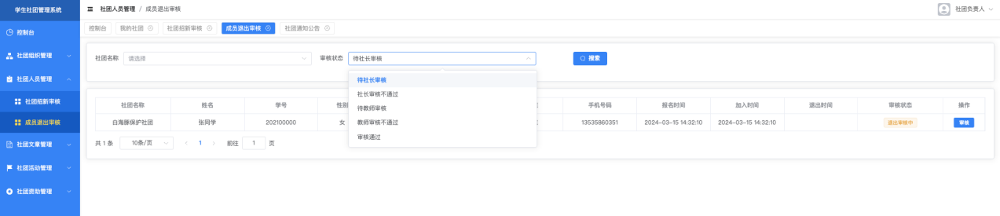 学生社团管理系统
社团人员管理 / 成员退出审核
社团负责人
控制台
我的社团
社团招新审核
成员退出审核
社团通知公告
控制台
社团组织管理
社团人员管理
社团招新审核
成员退出审核
社团文章管理
社团活动管理
社团资助管理
社团名称 请选择 审核状态 待社长审核 搜索
待社长审核
社长审核不通过
待教师审核
教师审核不通过
审核通过
社团名称 姓名 学号 性别 手机号码 报名时间 加入时间 退出时间 审核状态 操作
白海豚保护社团 张同学 202100000 女 13535860351 2024-03-15 14:32:10 2024-03-15 14:32:10 退出审核中 审核
共 1 条 10条/页 1 前往 1 页